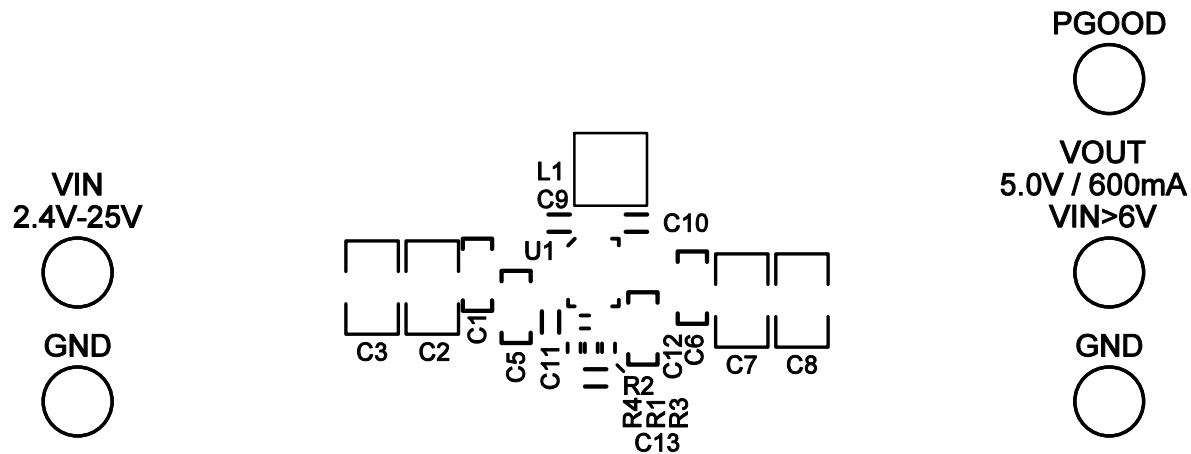 PGOOD
VIN
2.4V-25V
L1
C9
C10
U1
VOUT
5.0V / 600mA
VIN>6V
C3
C2
C1
C5
C11
C12
C6
C7
C8
R2
R4
R1
R3
C13
GND
GND